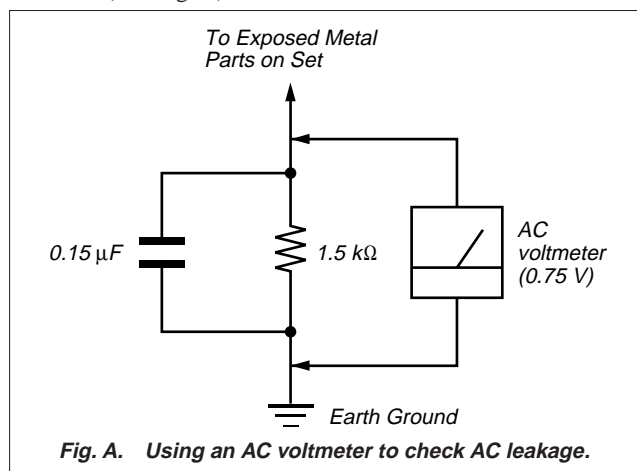 To Exposed Metal
Parts on Set
0.15 µF
1.5 kΩ
AC
voltmeter
(0.75 V)
Earth Ground
Fig. A. Using an AC voltmeter to check AC leakage.